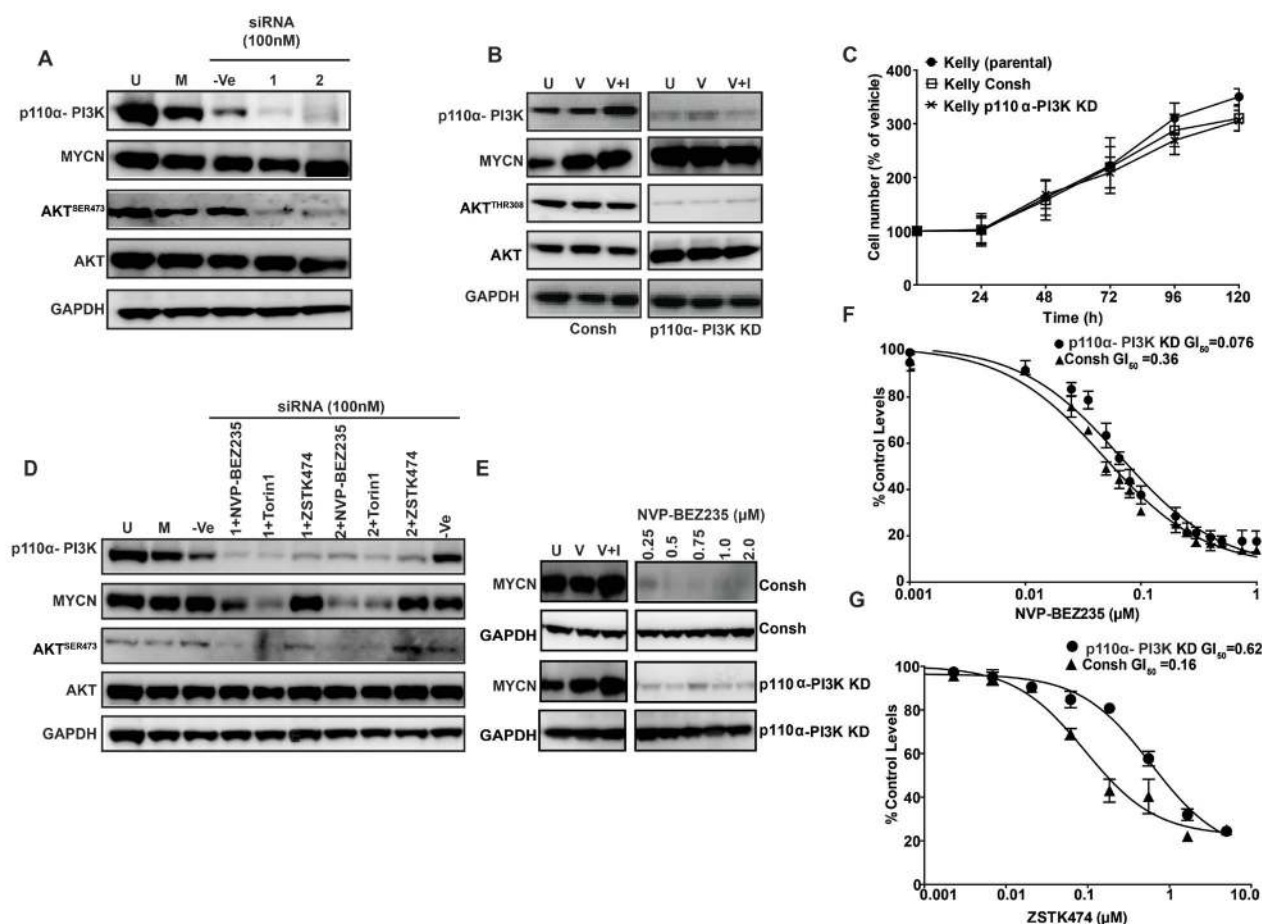 A
siRNA
(100nM)
U M -Ve 1 2
p110α- PI3K
MYCN
AKTSER473
AKT
GAPDH
B
U V V+I U V V+I
p110α- PI3K
MYCN
AKTTHR308
AKT
GAPDH
Consh p110α- PI3K KD
C
Kelly (parental)
Kelly Consh
Kelly p110 α-PI3K KD
Cell number (% of vehicle)
400
300
200
100
0
24 48 72 96 120
Time (h)
D
siRNA (100nM)
U M -Ve 1+NVP-BEZ235 1+Torin1 1+ZSTK474 2+NVP-BEZ235 2+Torin1 2+ZSTK474 -Ve
p110α- PI3K
MYCN
AKTSER473
AKT
GAPDH
E
NVP-BEZ235 (µM)
U V V+I 0.25 0.5 0.75 1.0 2.0
MYCN Consh
GAPDH Consh
MYCN p110α-PI3K KD
GAPDH p110α-PI3K KD
F
p110α- PI3K KD GI50=0.076
Consh GI50 =0.36
% Control Levels
100
80
60
40
20
0
0.001 0.01 0.1 1
NVP-BEZ235 (µM)
G
p110α- PI3K KD GI50=0.62
Consh GI50 =0.16
% Control Levels
100
80
60
40
20
0
0.001 0.01 0.1 1 10.0
ZSTK474 (µM)